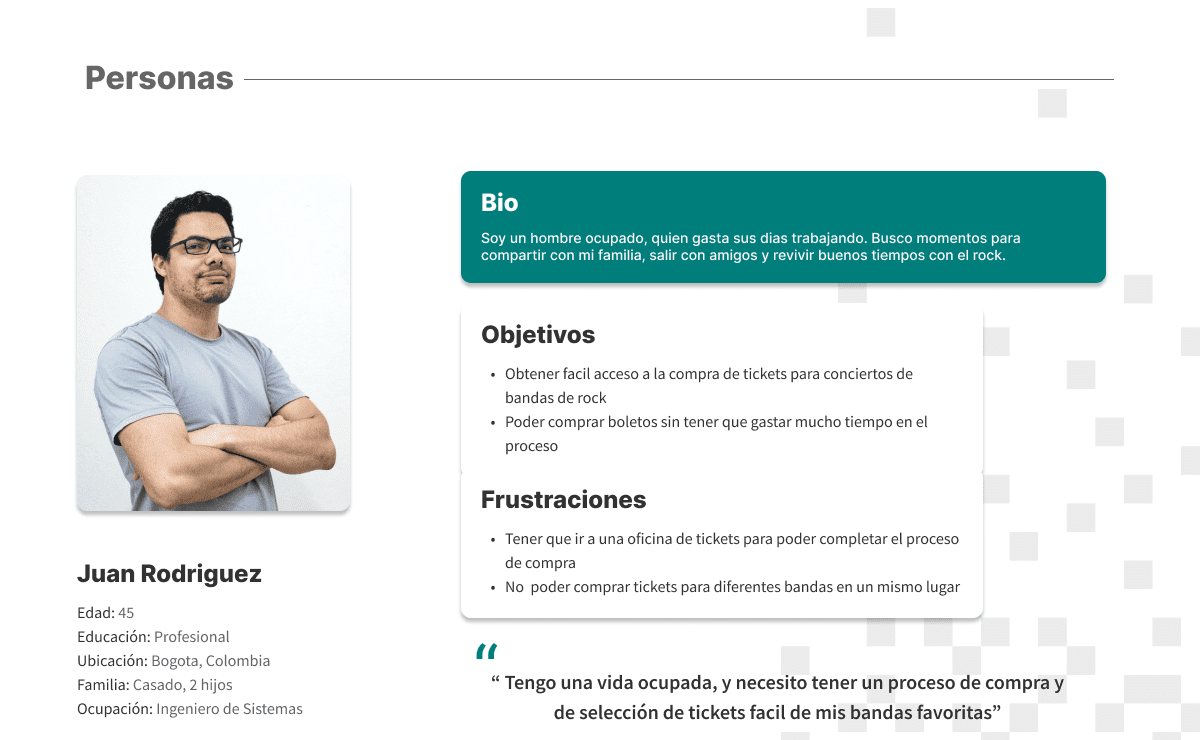 Personas
Bio
Soy un hombre ocupado, quien gasta sus dias trabajando. Busco momentos para
compartir con mi familia, salir con amigos y revivir buenos tiempos con el rock.
Objetivos
• Obtener facil acceso a la compra de tickets para conciertos de
bandas de rock
• Poder comprar boletos sin tener que gastar mucho tiempo en el
proceso
Frustraciones
• Tener que ir a una oficina de tickets para poder completar el proceso
de compra
• No poder comprar tickets para diferentes bandas en un mismo lugar
Juan Rodriguez
Edad: 45
Educación: Profesional
Ubicación: Bogota, Colombia
Familia: Casado, 2 hijos
Ocupación: Ingeniero de Sistemas
“
“ Tengo una vida ocupada, y necesito tener un proceso de compra y
de selección de tickets facil de mis bandas favoritas”